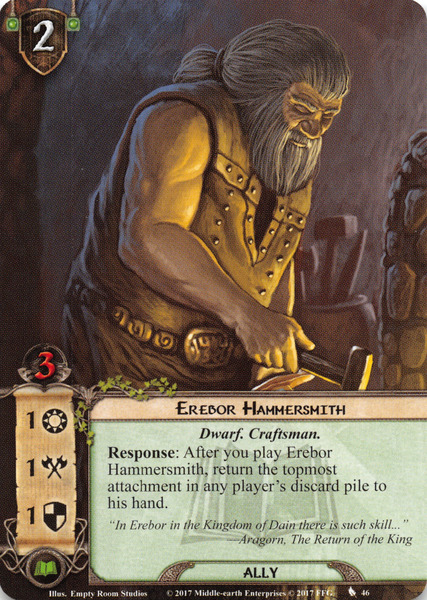 2
3
Erebor Hammersmith
1
1
1
Dwarf. Craftsman.
Response: After you play Erebor
Hammersmith, return the topmost
attachment in any player's discard pile to
his hand.
"In Erebor in the Kingdom of Dain there is such skill..."
—Aragorn, The Return of the King
ALLY
Illus. Empty Room Studios © 2017 Middle-earth Enterprises © 2017 FFG 46